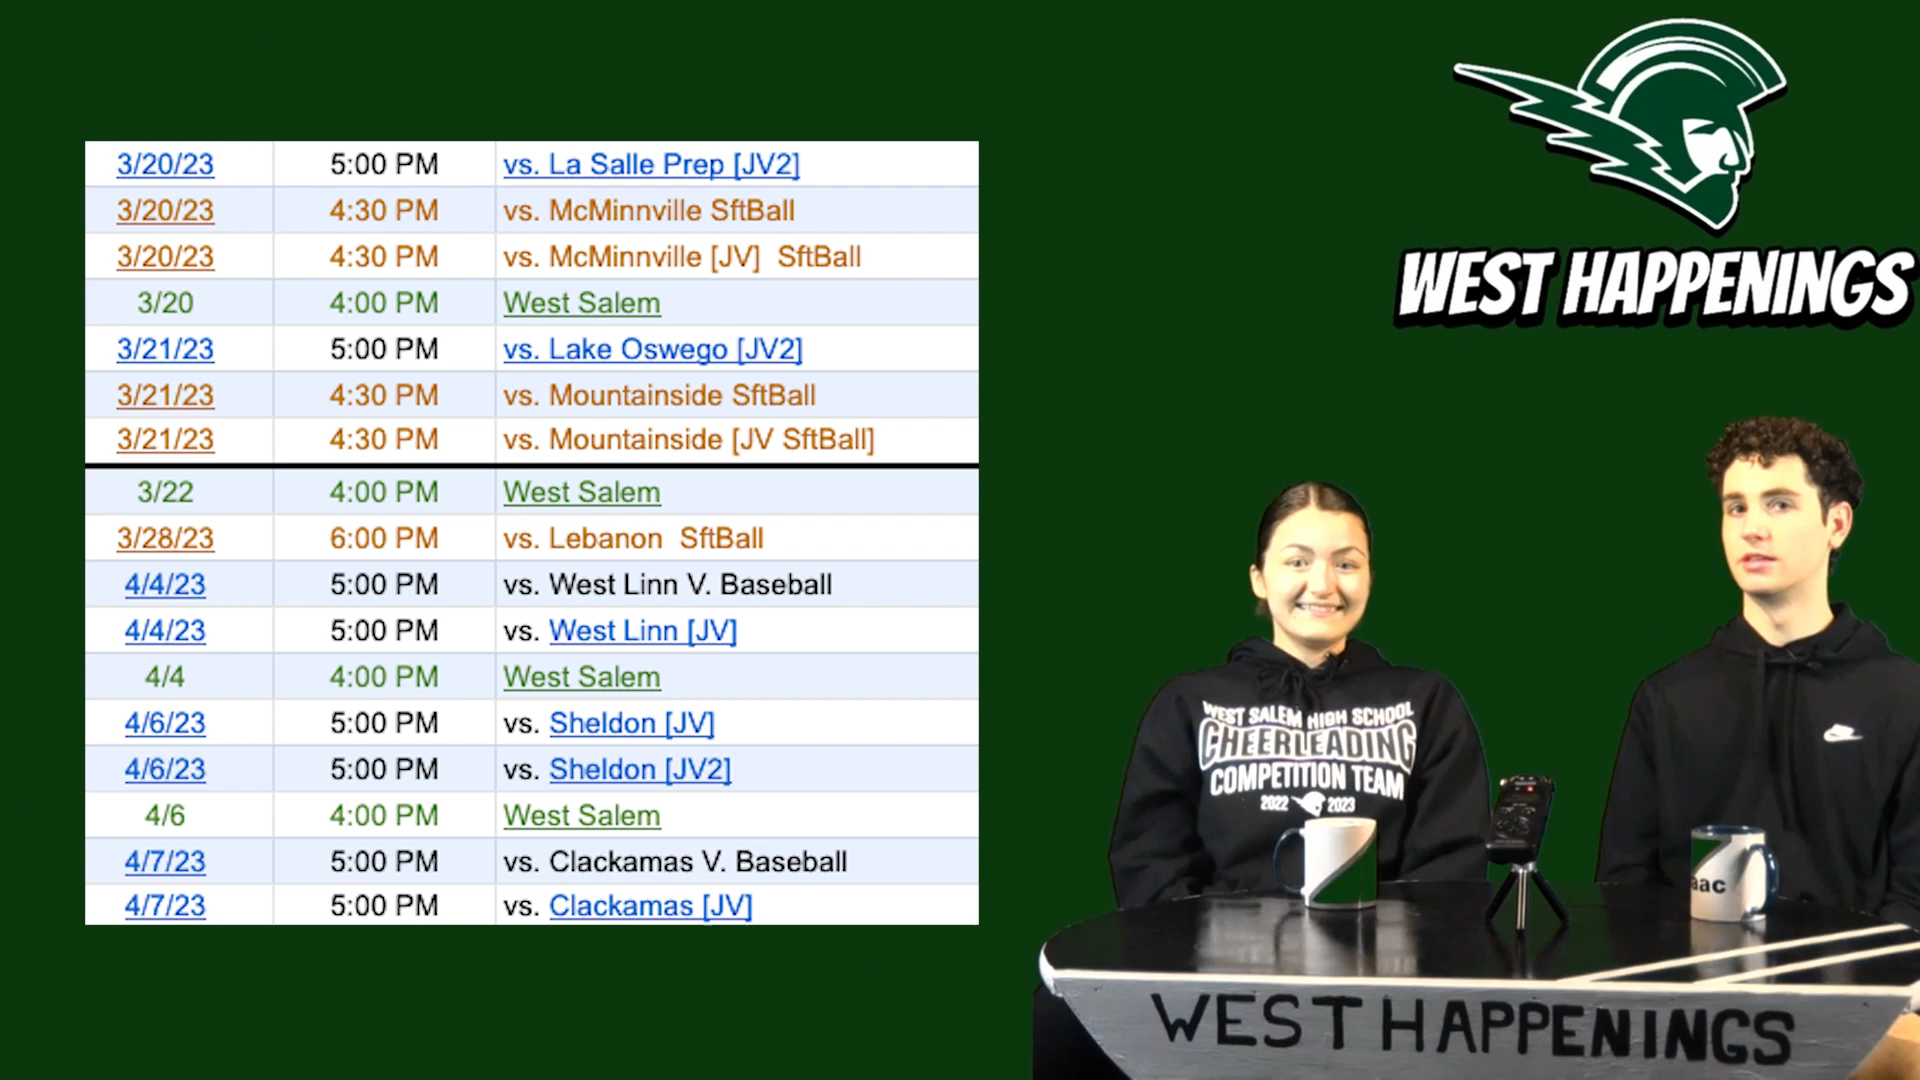 3/20/23 5:00 PM vs. La Salle Prep [JV2]
3/20/23 4:30 PM vs. McMinnville SftBall
3/20/23 4:30 PM vs. McMinnville [JV]  SftBall
3/20 4:00 PM West Salem
3/21/23 5:00 PM vs. Lake Oswego [JV2]
3/21/23 4:30 PM vs. Mountainside SftBall
3/21/23 4:30 PM vs. Mountainside [JV SftBall]
3/22 4:00 PM West Salem
3/28/23 6:00 PM vs. Lebanon  SftBall
4/4/23 5:00 PM vs. West Linn V. Baseball
4/4/23 5:00 PM vs. West Linn [JV]
4/4 4:00 PM West Salem
4/6/23 5:00 PM vs. Sheldon [JV]
4/6/23 5:00 PM vs. Sheldon [JV2]
4/6 4:00 PM West Salem
4/7/23 5:00 PM vs. Clackamas V. Baseball
4/7/23 5:00 PM vs. Clackamas [JV]
WEST HAPPENINGS
WEST SALEM HIGH SCHOOL
CHEERLEADING
COMPETITION TEAM
2022 2023
aac
WEST HAPPENINGS